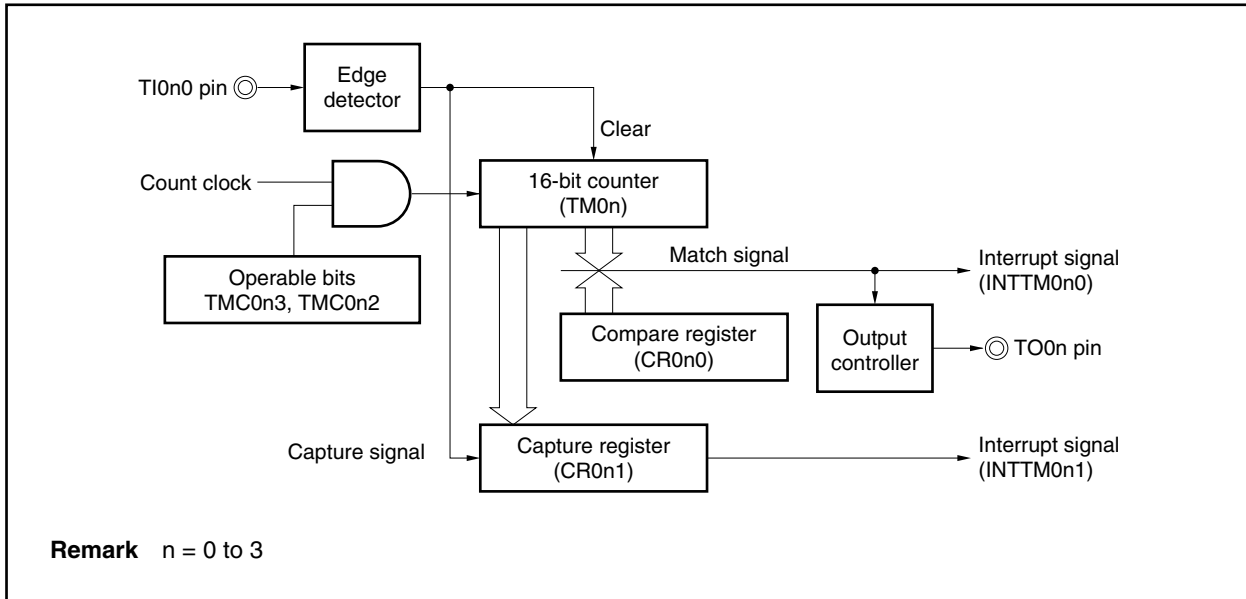 TI0n0 pin
Edge
detector
Clear
Count clock
16-bit counter
(TM0n)
Operable bits
TMC0n3, TMC0n2
Match signal
Interrupt signal
(INTTM0n0)
Compare register
(CR0n0)
Output
controller
TO0n pin
Capture signal
Capture register
(CR0n1)
Interrupt signal
(INTTM0n1)
Remark n = 0 to 3